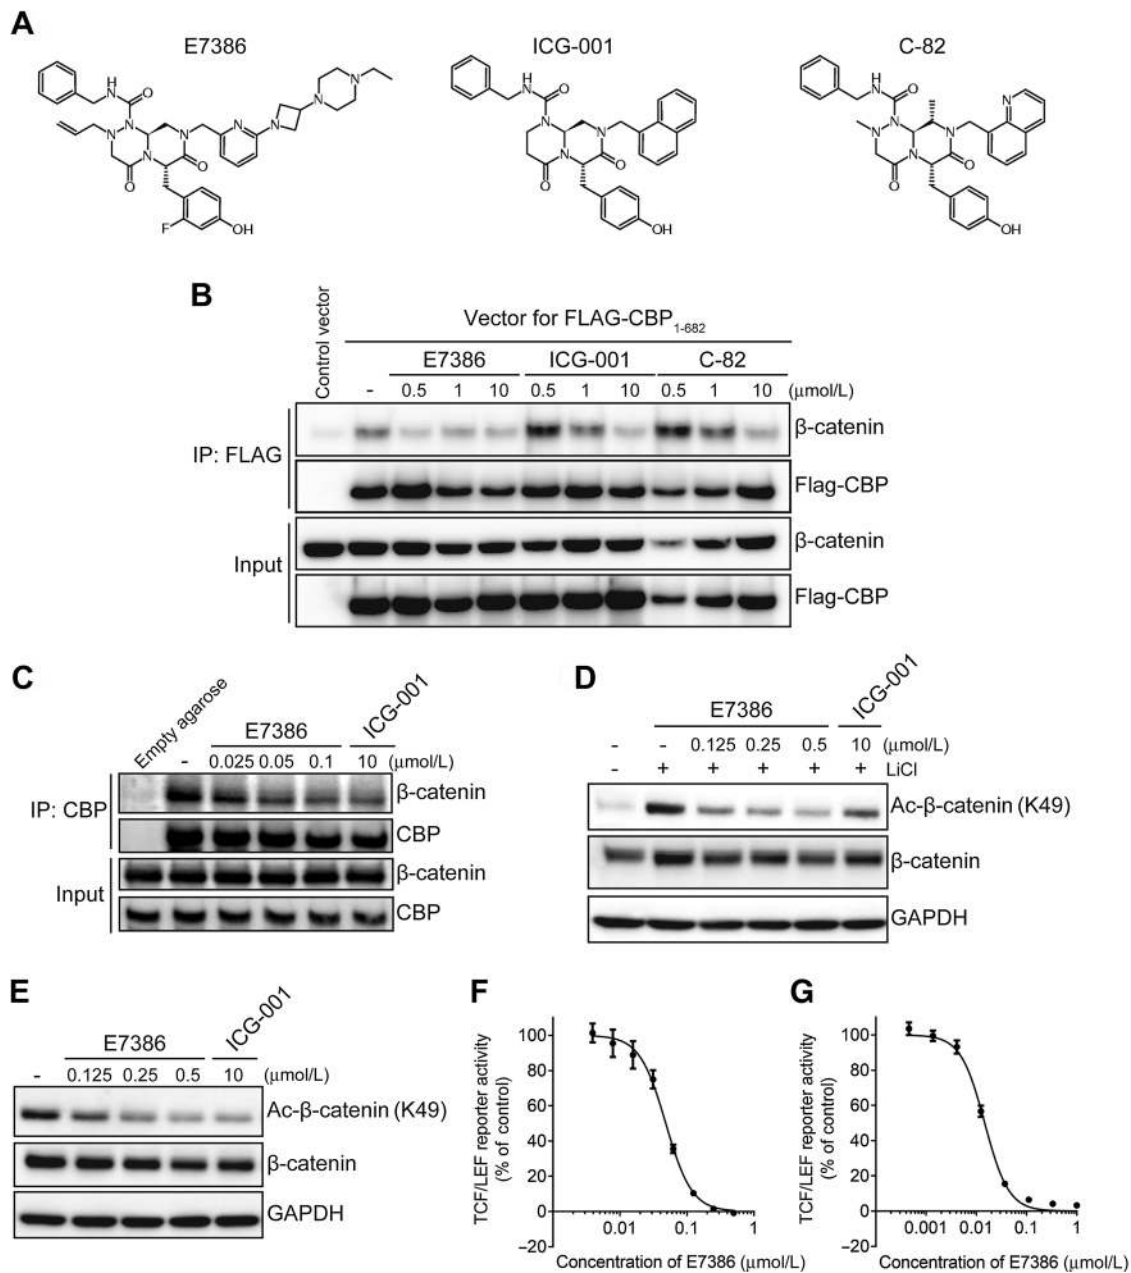 A
E7386
ICG-001
C-82
NH
O
N
N
N
N
N
N
N
N
O
O
F
OH
NH
O
N
N
N
O
O
OH
NH
O
N
N
N
N
N
O
O
OH
B
Control vector
Vector for FLAG-CBP1-682
E7386
ICG-001
C-82
- 0.5 1 10 0.5 1 10 0.5 1 10 (μmol/L)
IP: FLAG
β-catenin
Flag-CBP
Input
β-catenin
Flag-CBP
C
Empty agarose
E7386
ICG-001
- 0.025 0.05 0.1 10 (μmol/L)
IP: CBP
β-catenin
CBP
Input
β-catenin
CBP
D
E7386
ICG-001
- - 0.125 0.25 0.5 10 (μmol/L)
- + + + + + LiCl
Ac-β-catenin (K49)
β-catenin
GAPDH
E
E7386
ICG-001
- 0.125 0.25 0.5 10 (μmol/L)
Ac-β-catenin (K49)
β-catenin
GAPDH
F
TCF/LEF reporter activity
(% of control)
100
80
60
40
20
0
−20
0.01 0.1 1
Concentration of E7386 (μmol/L)
G
TCF/LEF reporter activity
(% of control)
100
80
60
40
20
0
−20
0.001 0.01 0.1 1
Concentration of E7386 (μmol/L)